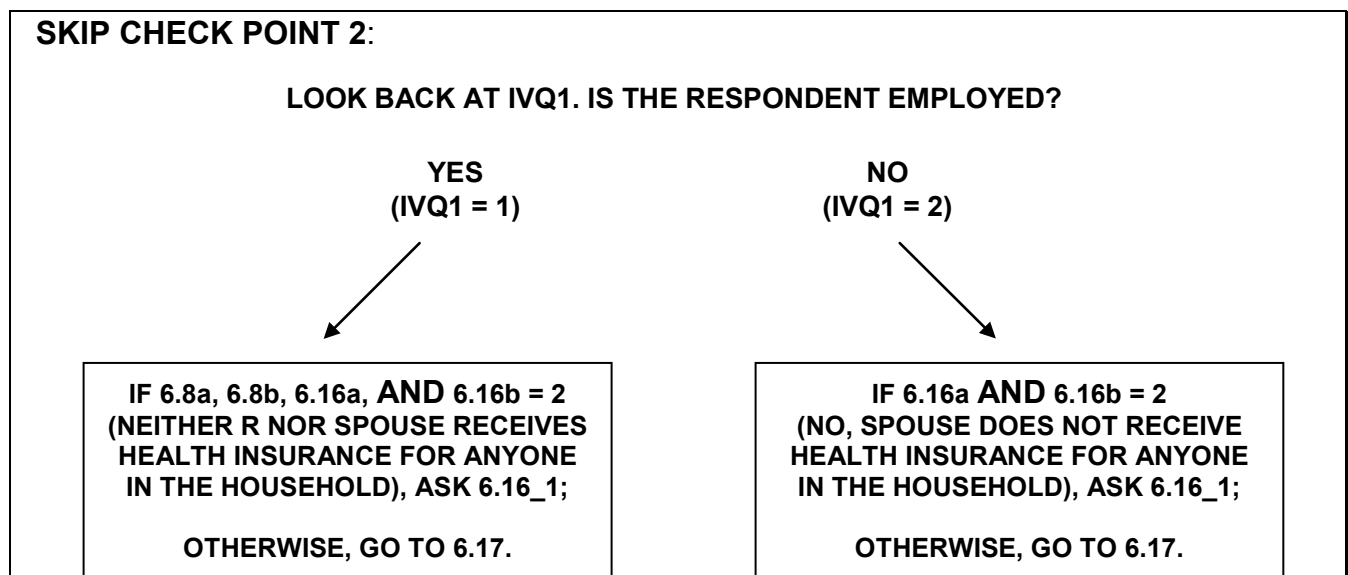 SKIP CHECK POINT 2:
LOOK BACK AT IVQ1. IS THE RESPONDENT EMPLOYED?
YES
(IVQ1 = 1)
NO
(IVQ1 = 2)
IF 6.8a, 6.8b, 6.16a, AND 6.16b = 2
(NEITHER R NOR SPOUSE RECEIVES
HEALTH INSURANCE FOR ANYONE
IN THE HOUSEHOLD), ASK 6.16_1;
OTHERWISE, GO TO 6.17.
IF 6.16a AND 6.16b = 2
(NO, SPOUSE DOES NOT RECEIVE
HEALTH INSURANCE FOR ANYONE
IN THE HOUSEHOLD), ASK 6.16_1;
OTHERWISE, GO TO 6.17.